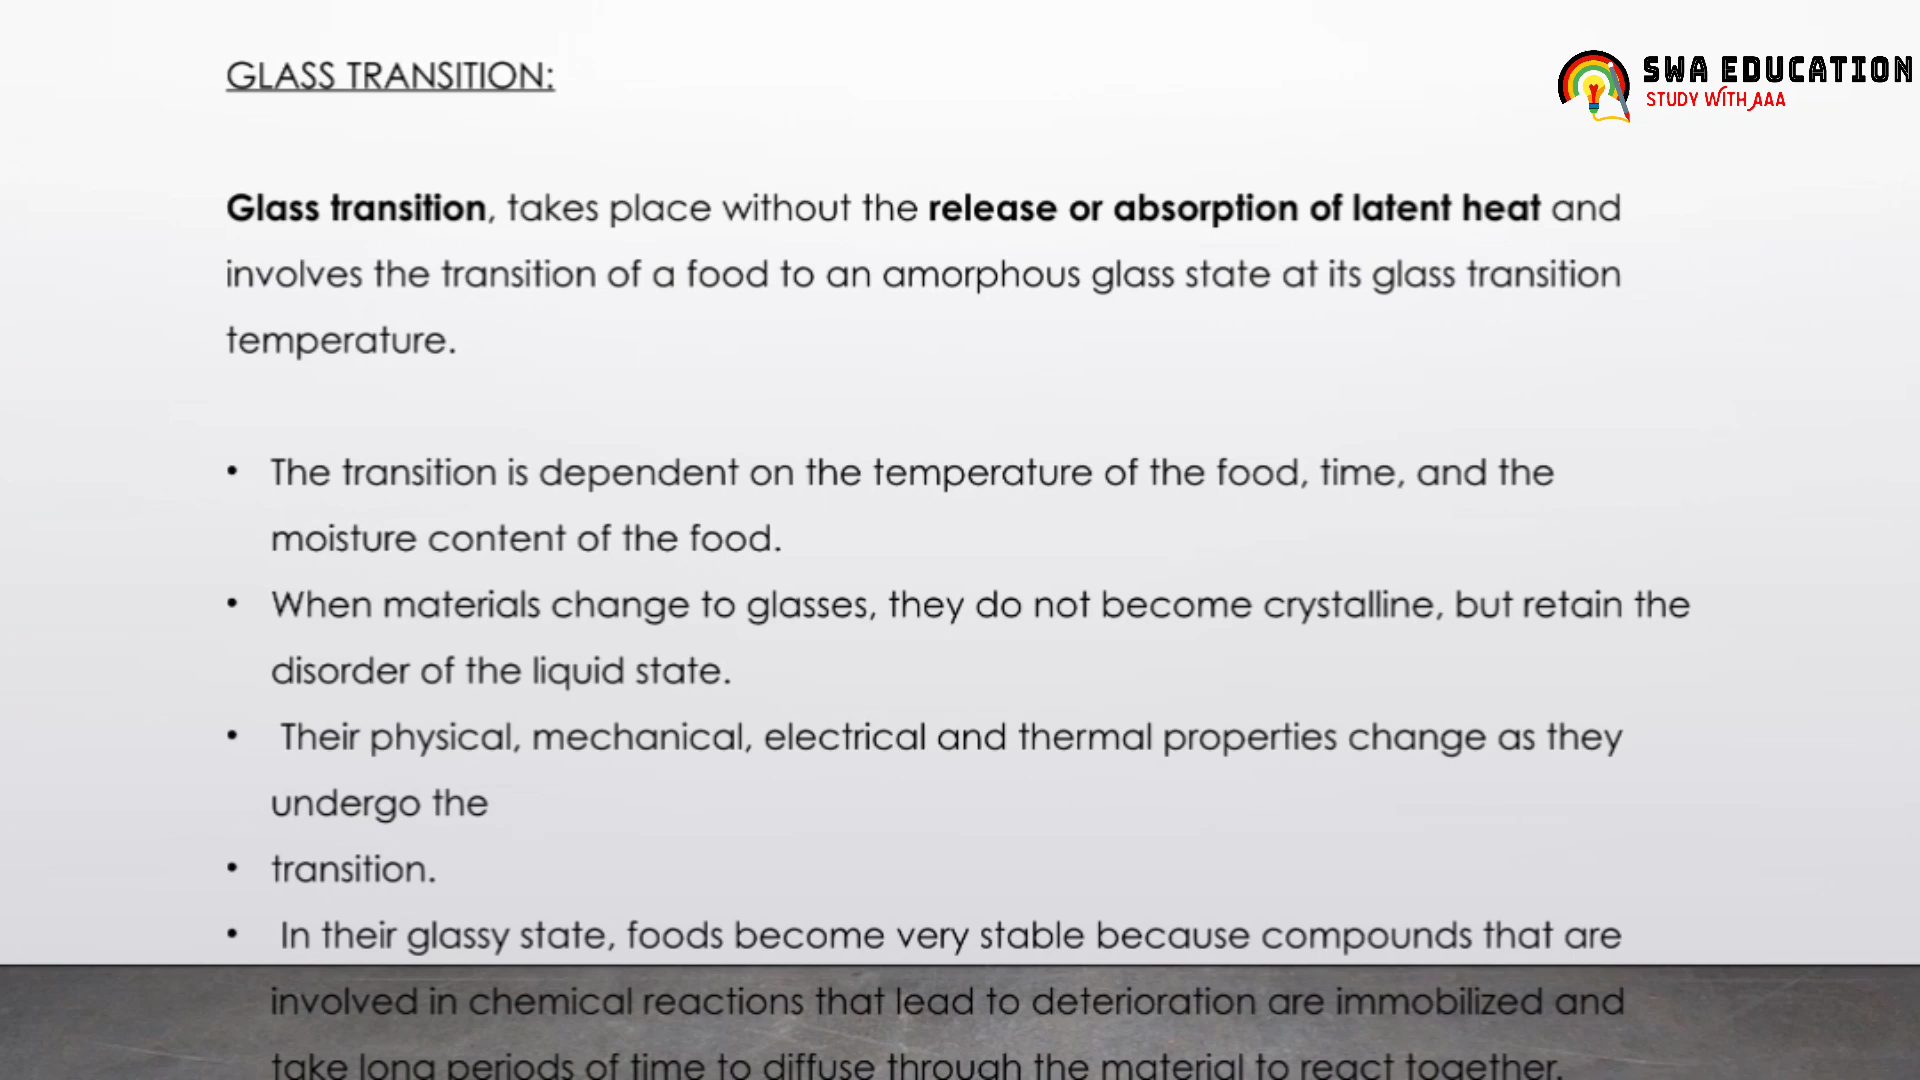 GLASS TRANSITION:
SWA EDUCATION
STUDY WITH AAA
Glass transition, takes place without the release or absorption of latent heat and
involves the transition of a food to an amorphous glass state at its glass transition
temperature.
• The transition is dependent on the temperature of the food, time, and the
moisture content of the food.
• When materials change to glasses, they do not become crystalline, but retain the
disorder of the liquid state.
• Their physical, mechanical, electrical and thermal properties change as they
undergo the
• transition.
• In their glassy state, foods become very stable because compounds that are
involved in chemical reactions that lead to deterioration are immobilized and
take long periods of time to diffuse through the material to react together.